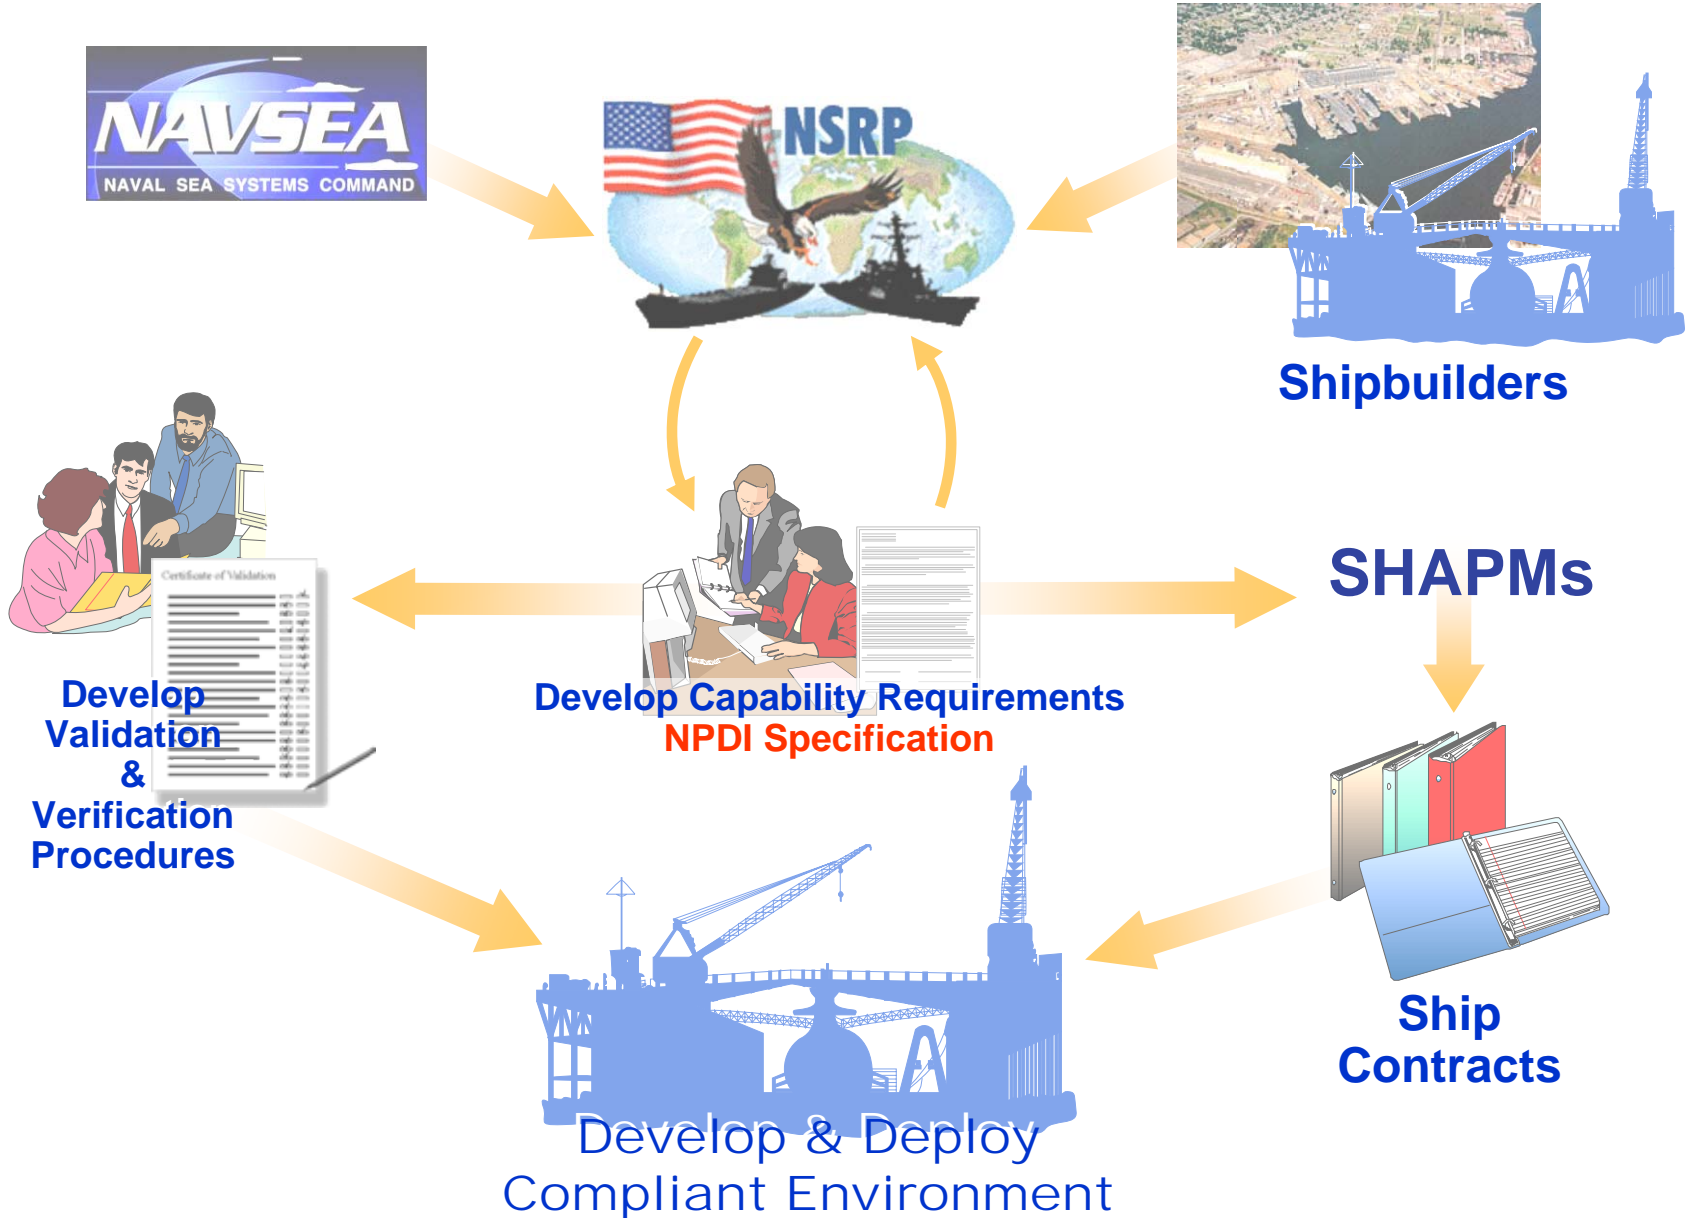 NAVSEA
NAVAL SEA SYSTEMS COMMAND
NSRP
Shipbuilders
Certificate of Validation
SHAPMs
Develop Capability Requirements
NPDI Specification
Develop
Validation
&
Verification
Procedures
Ship
Contracts
Develop & Deploy
Compliant Environment